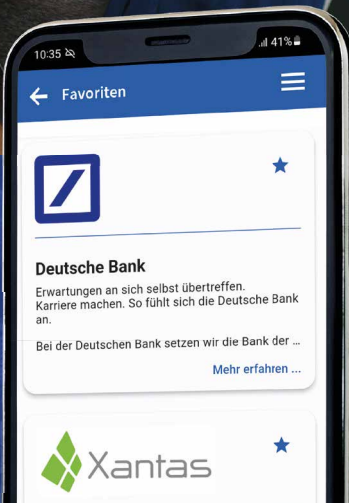 10:35
41%
Favoriten
Deutsche Bank
Erwartungen an sich selbst übertreffen.
Karriere machen. So fühlt sich die Deutsche Bank
an.
Bei der Deutschen Bank setzen wir die Bank der ...
Mehr erfahren ...
Xantas